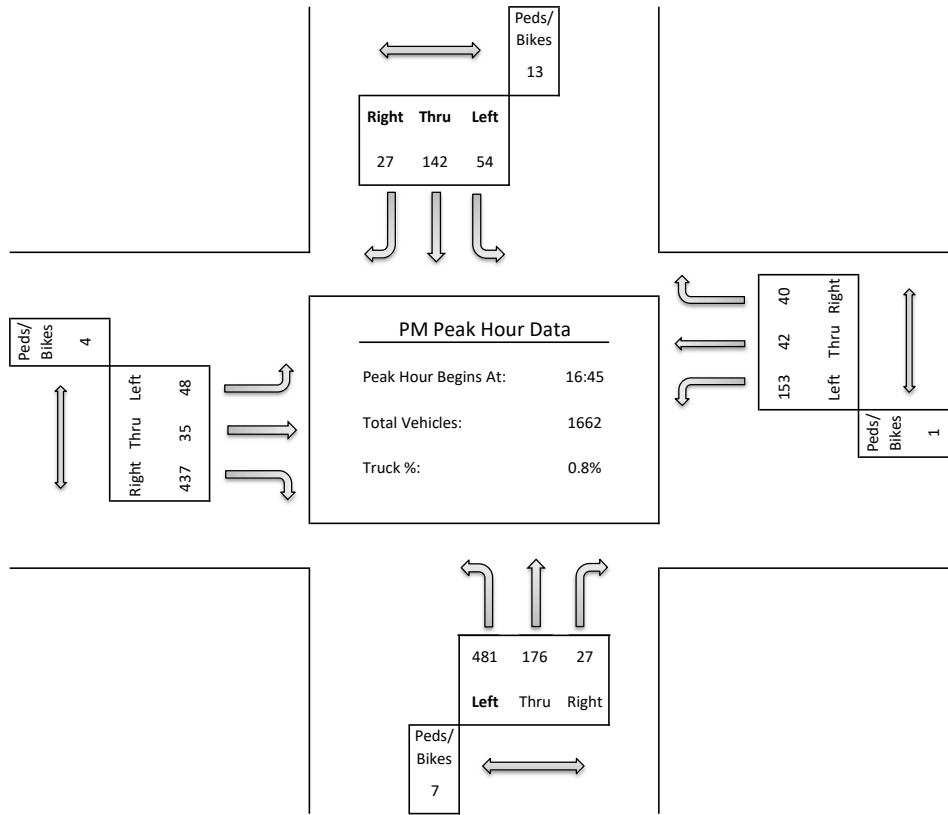 Peds/
Bikes
13
Right Thru Left
27 142 54
40 Right
42 Thru
153 Left
Peds/
Bikes
1
Peds/
Bikes
4
Left 48
Thru 35
Right 437
PM Peak Hour Data
Peak Hour Begins At: 16:45
Total Vehicles: 1662
Truck %: 0.8%
481 176 27
Left Thru Right
Peds/
Bikes
7